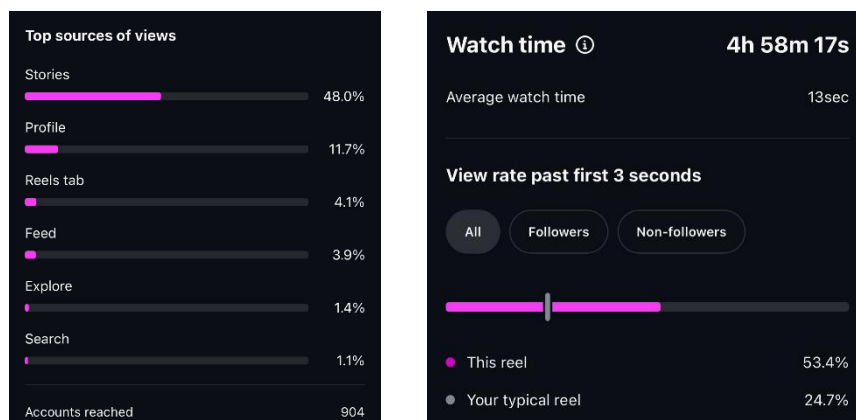 Top sources of views
Stories
48.0%
Profile
11.7%
Reels tab
4.1%
Feed
3.9%
Explore
1.4%
Search
1.1%
Accounts reached 904
Watch time 4h 58m 17s
Average watch time 13sec
View rate past first 3 seconds
All Followers Non-followers
This reel 53.4%
Your typical reel 24.7%